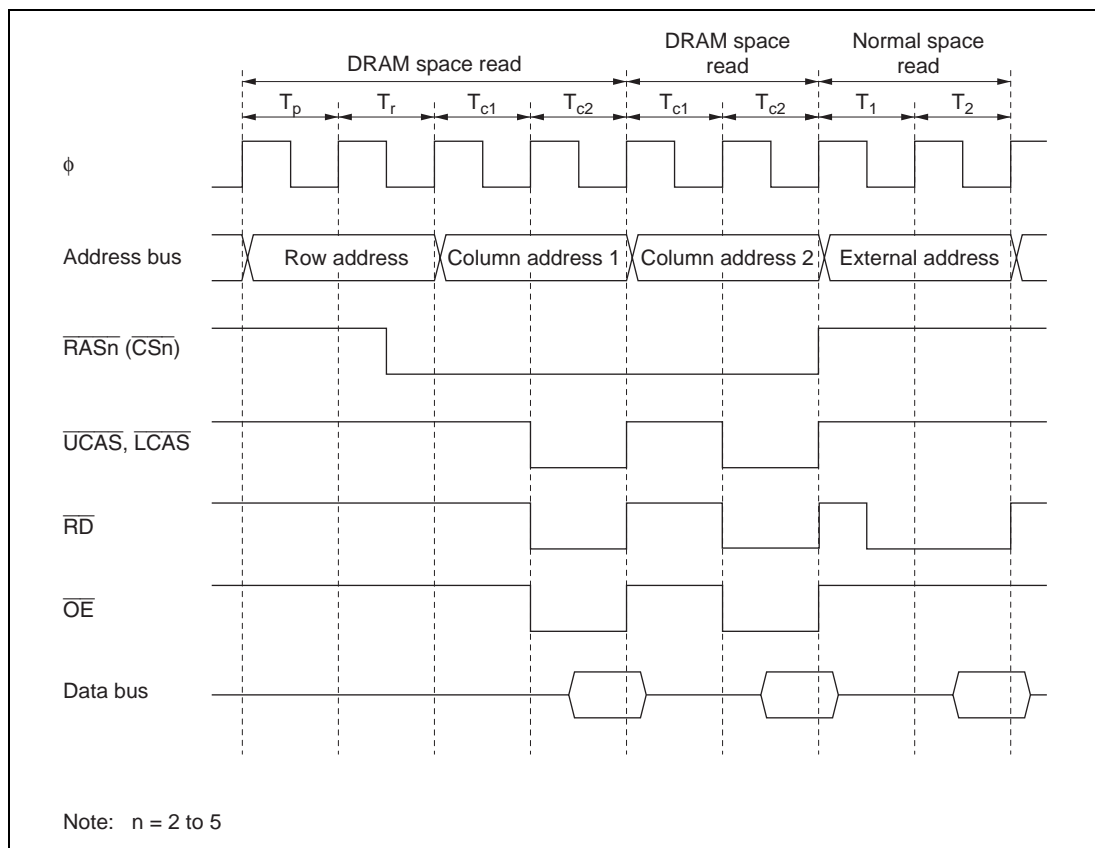 DRAM space read
DRAM space
read
Normal space
read
Tp Tr Tc1 Tc2 Tc1 Tc2 T1 T2
ϕ
Address bus Row address Column address 1 Column address 2 External address
RASn (CSn)
UCAS, LCAS
RD
OE
Data bus
Note: n = 2 to 5